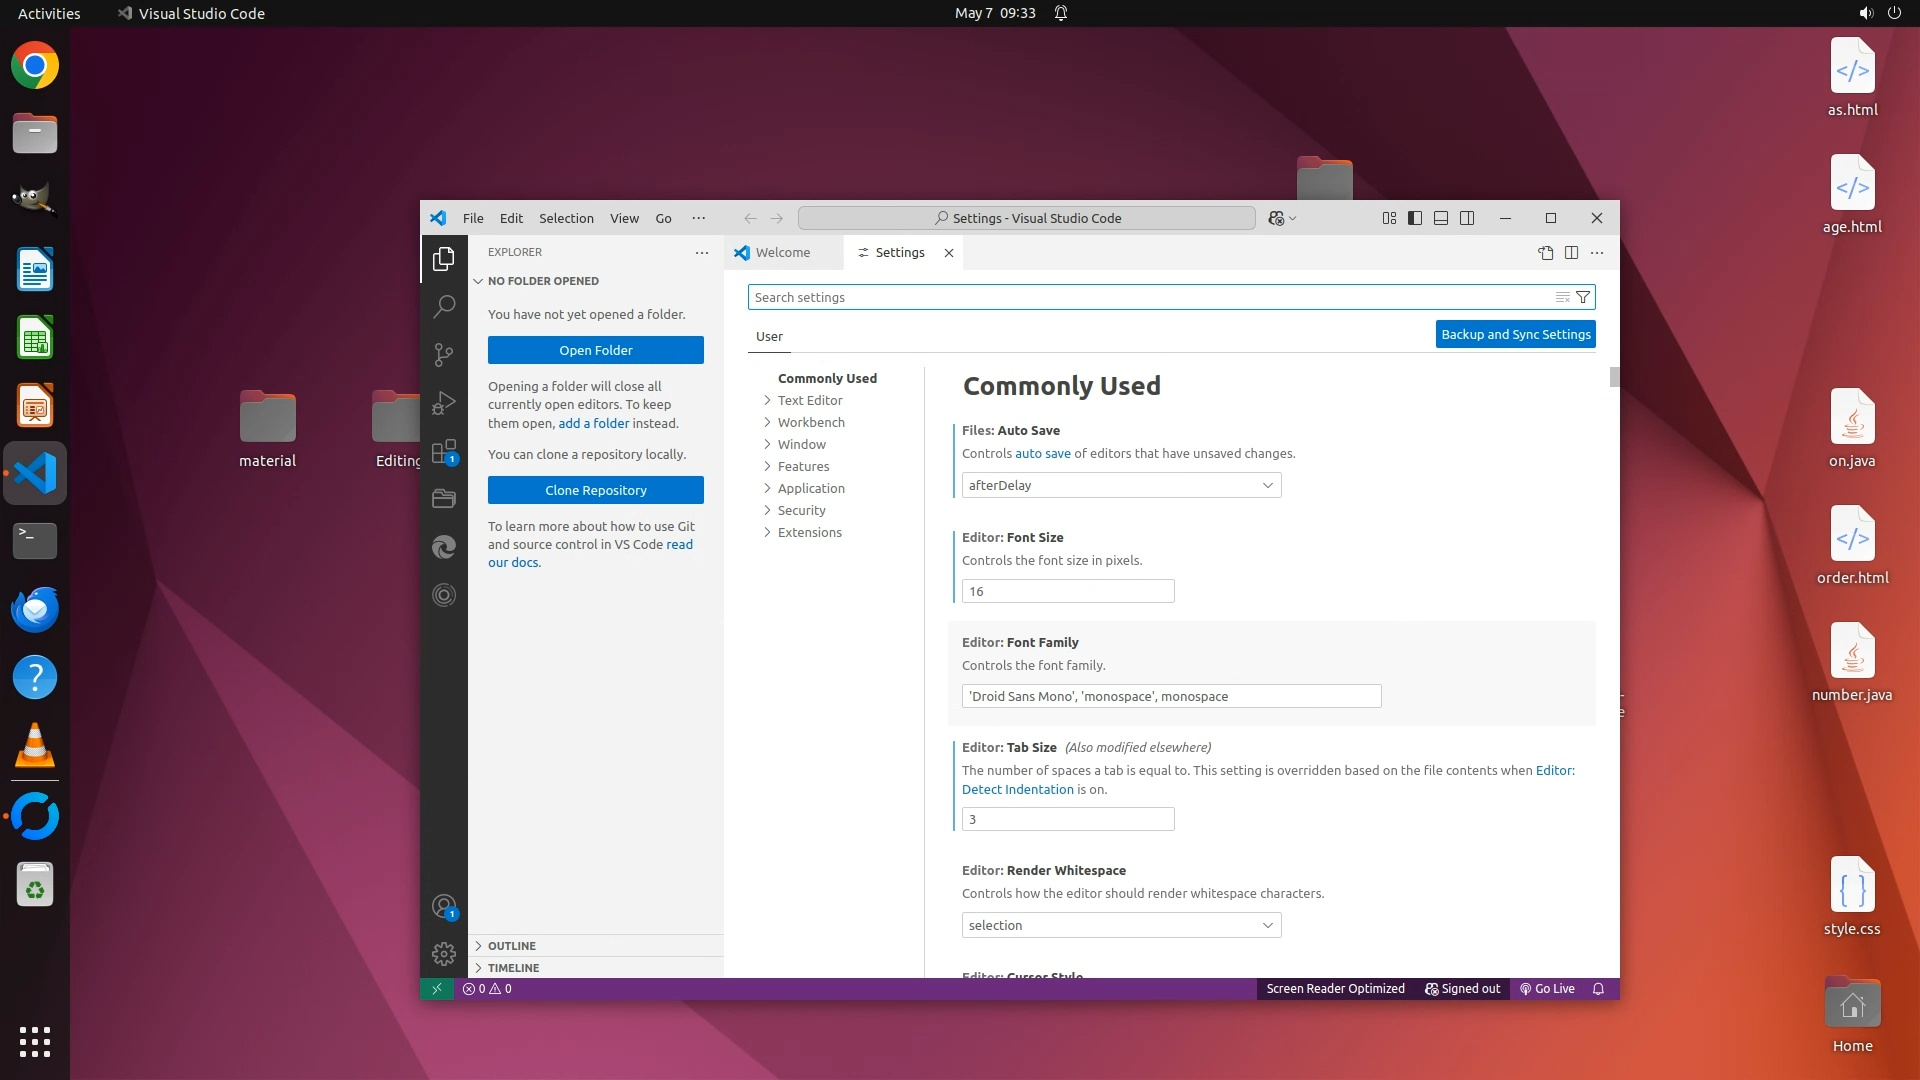 Activities
Visual Studio Code
May 7 09:33
as.html
age.html
on.java
order.html
number.java
style.css
Home
material
Editing
File Edit Selection View Go ···
Settings - Visual Studio Code
EXPLORER
NO FOLDER OPENED
You have not yet opened a folder.
Open Folder
Opening a folder will close all
currently open editors. To keep
them open, add a folder instead.
You can clone a repository locally.
Clone Repository
To learn more about how to use Git
and source control in VS Code read
our docs.
OUTLINE
TIMELINE
1
1
Welcome
Settings
Search settings
User
Backup and Sync Settings
Commonly Used
Text Editor
Workbench
Window
Features
Application
Security
Extensions
Commonly Used
Files: Auto Save
Controls auto save of editors that have unsaved changes.
afterDelay
Editor: Font Size
Controls the font size in pixels.
16
Editor: Font Family
Controls the font family.
'Droid Sans Mono', 'monospace', monospace
Editor: Tab Size (Also modified elsewhere)
The number of spaces a tab is equal to. This setting is overridden based on the file contents when Editor:
Detect Indentation is on.
3
Editor: Render Whitespace
Controls how the editor should render whitespace characters.
selection
Editor: Cursor Style
0 0
Screen Reader Optimized
Signed out
Go Live